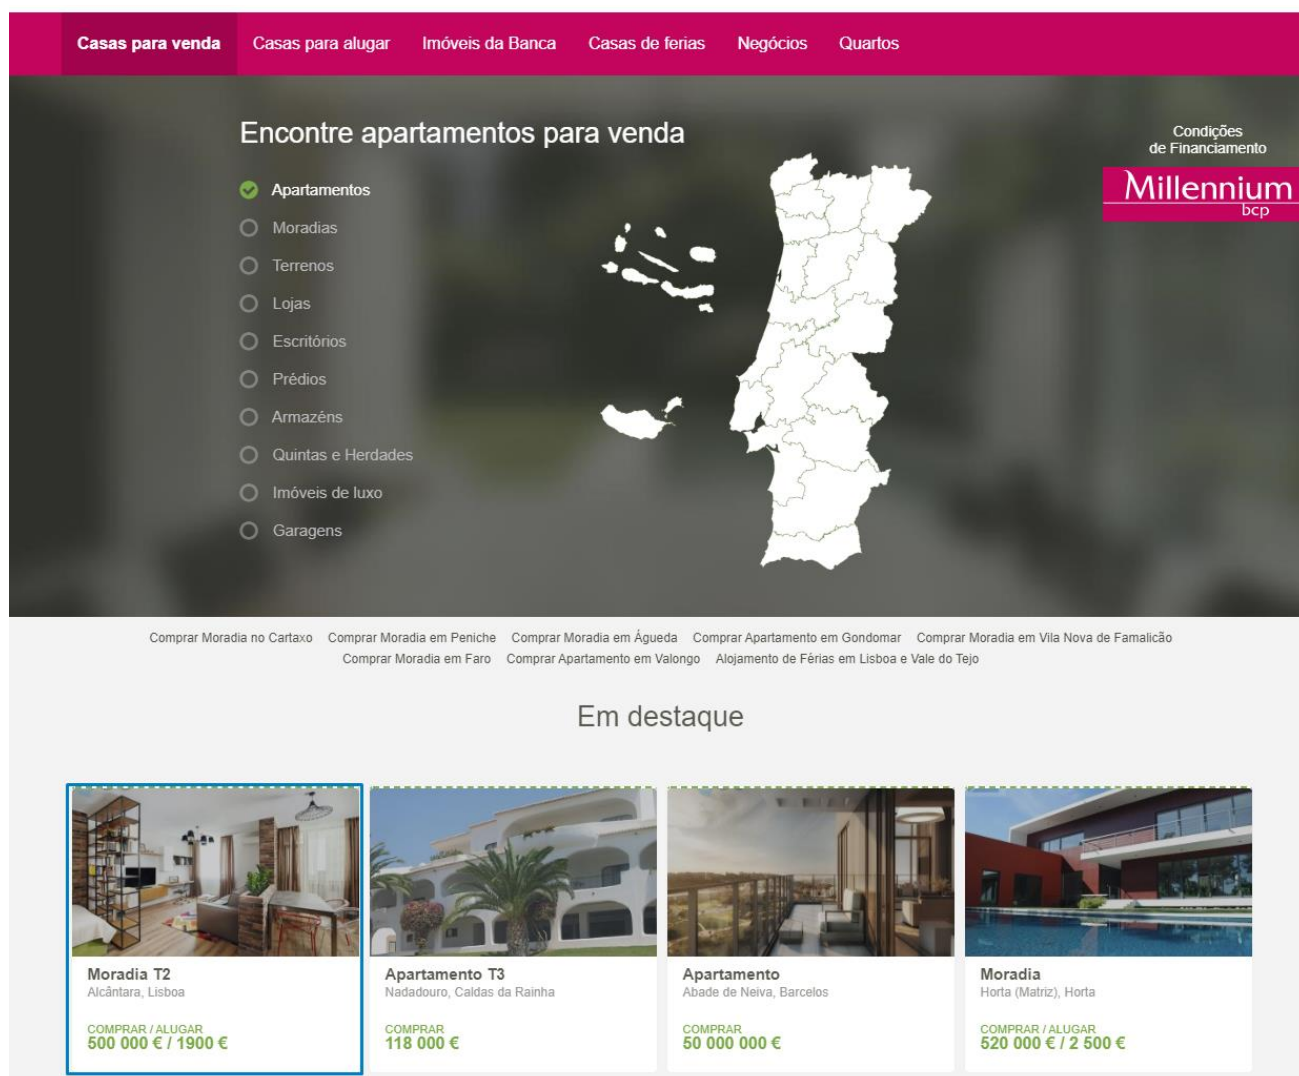 Casas para venda Casas para alugar Imóveis da Banca Casas de ferias Negócios Quartos
Encontre apartamentos para venda
Condições
de Financiamento
Millennium
bcp
Apartamentos
Moradias
Terrenos
Lojas
Escritórios
Prédios
Armazéns
Quintas e Herdades
Imóveis de luxo
Garagens
Comprar Moradia no Cartaxo Comprar Moradia em Peniche Comprar Moradia em Águeda Comprar Apartamento em Gondomar Comprar Moradia em Vila Nova de Famalicão
Comprar Moradia em Faro Comprar Apartamento em Valongo Alojamento de Férias em Lisboa e Vale do Tejo
Em destaque
Moradia T2
Alcântara, Lisboa
COMPRAR / ALUGAR
500 000 € / 1900 €
Apartamento T3
Nadadouro, Caldas da Rainha
COMPRAR
118 000 €
Apartamento
Abade de Neiva, Barcelos
COMPRAR
50 000 000 €
Moradia
Horta (Matriz), Horta
COMPRAR / ALUGAR
520 000 € / 2 500 €